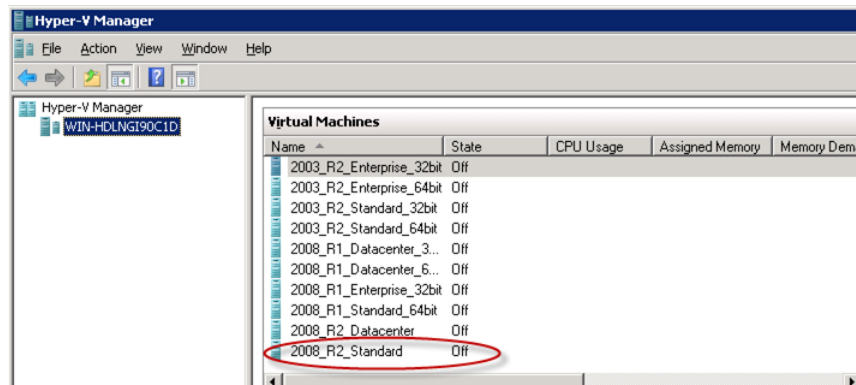 Hyper-V Manager
File Action View Window Help
Hyper-V Manager
WIN-HDLNGI90C1D
Virtual Machines
Name State CPU Usage Assigned Memory Memory Dem
2003_R2_Enterprise_32bit Off
2003_R2_Enterprise_64bit Off
2003_R2_Standard_32bit Off
2003_R2_Standard_64bit Off
2008_R1_Datacenter_3... Off
2008_R1_Datacenter_6... Off
2008_R1_Enterprise_32bit Off
2008_R1_Standard_64bit Off
2008_R2_Datacenter Off
2008_R2_Standard Off